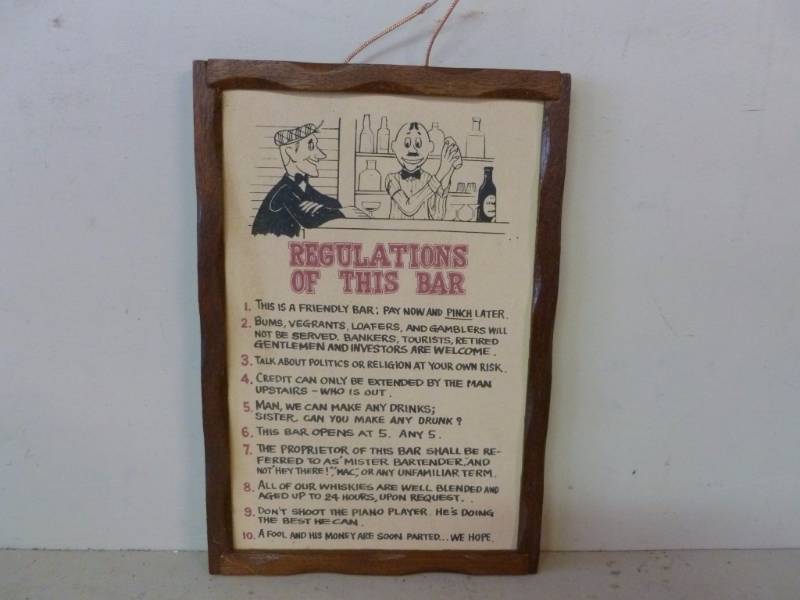 REGULATIONS
OF THIS BAR
1. THIS IS A FRIENDLY BAR; PAY NOW AND PINCH LATER.
2. BUMS, VEGRANTS, LOAFERS, AND GAMBLERS WILL
NOT BE SERVED. BANKERS, TOURISTS, RETIRED
GENTLEMEN AND INVESTORS ARE WELCOME.
3. TALK ABOUT POLITICS OR RELIGION AT YOUR OWN RISK.
4. CREDIT CAN ONLY BE EXTENDED BY THE MAN
UPSTAIRS - WHO IS OUT.
5. MAN, WE CAN MAKE ANY DRINKS;
SISTER, CAN YOU MAKE ANY DRUNK?
6. THIS BAR OPENS AT 5. ANY 5.
7. THE PROPRIETOR OF THIS BAR SHALL BE RE-
FERRED TO AS "MISTER BARTENDER," AND
NOT "HEY THERE!", "MAC," OR ANY UNFAMILIAR TERM.
8. ALL OF OUR WHISKIES ARE WELL BLENDED AND
AGED UP TO 24 HOURS, UPON REQUEST..
9. DON'T SHOOT THE PIANO PLAYER. HE'S DOING
THE BEST HE CAN.
10. A FOOL AND HIS MONEY ARE SOON PARTED... WE HOPE.